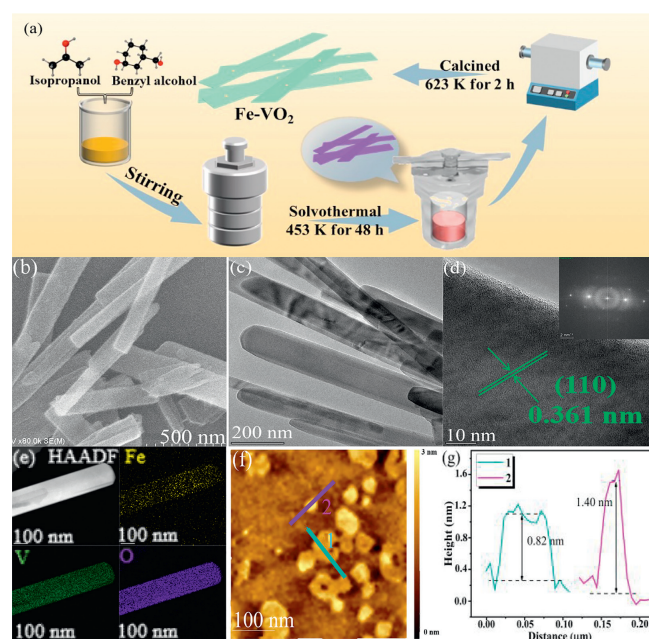 (a)
Isopropanol Benzyl alcohol
Fe-VO2
Calcined
623 K for 2 h
Stirring
Solvothermal
453 K for 48 h
(b)
500 nm
(c)
200 nm
(d)
(110)
0.361 nm
10 nm
(e) HAADF
100 nm
Fe
100 nm
V
100 nm
O
100 nm
(f)
2
1
100 nm
3 nm
0 nm
(g)
1
2
1.40 nm
0.82 nm
Height (nm)
1.6
1.2
0.8
0.4
0.0
0.00 0.05 0.10 0.15 0.20
Distance (um)